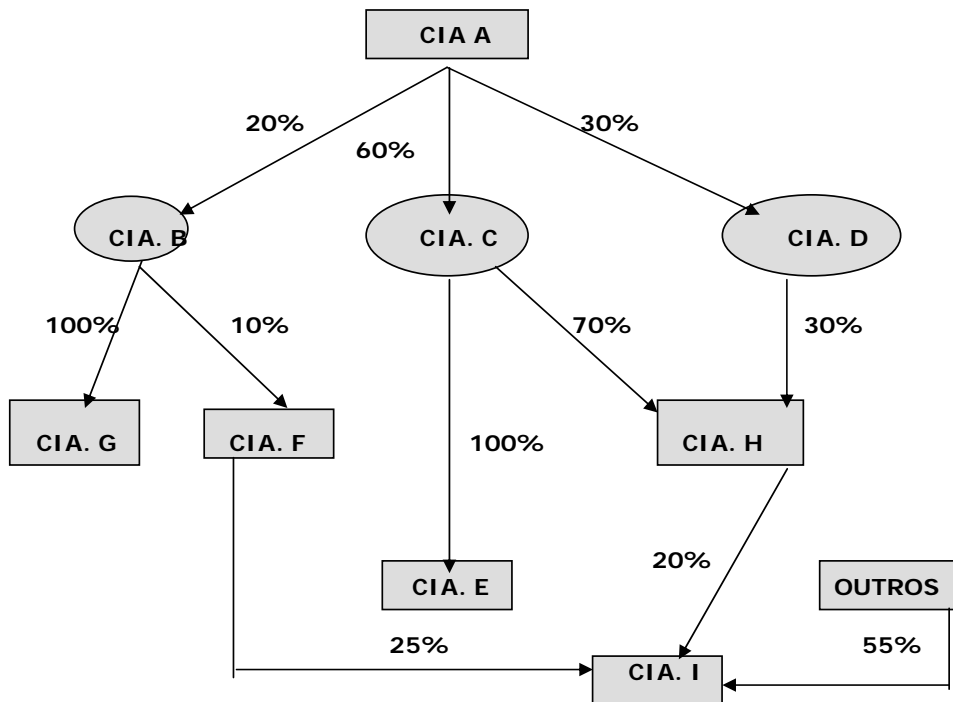 CIA A
20%
60%
30%
CIA. B
CIA. C
CIA. D
100%
10%
70%
30%
CIA. G
CIA. F
100%
CIA. H
20%
CIA. E
OUTROS
25%
55%
CIA. I